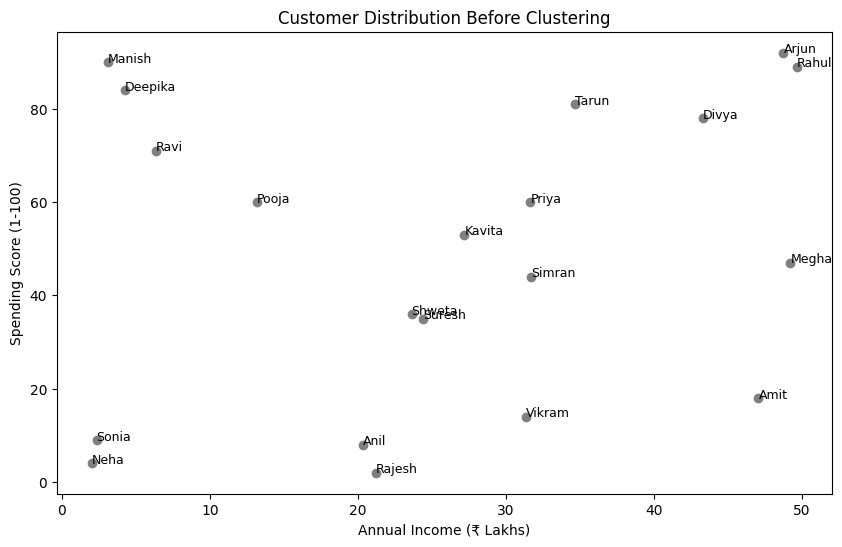 Customer Distribution Before Clustering
Manish
Arjun
Rahul
Deepika
Tarun
Divya
Ravi
Pooja
Priya
Kavita
Megha
Simran
Shweta
Suresh
Amit
Vikram
Sonia
Anil
Neha
Rajesh
80
60
40
20
0
Spending Score (1-100)
0 10 20 30 40 50
Annual Income (₹ Lakhs)